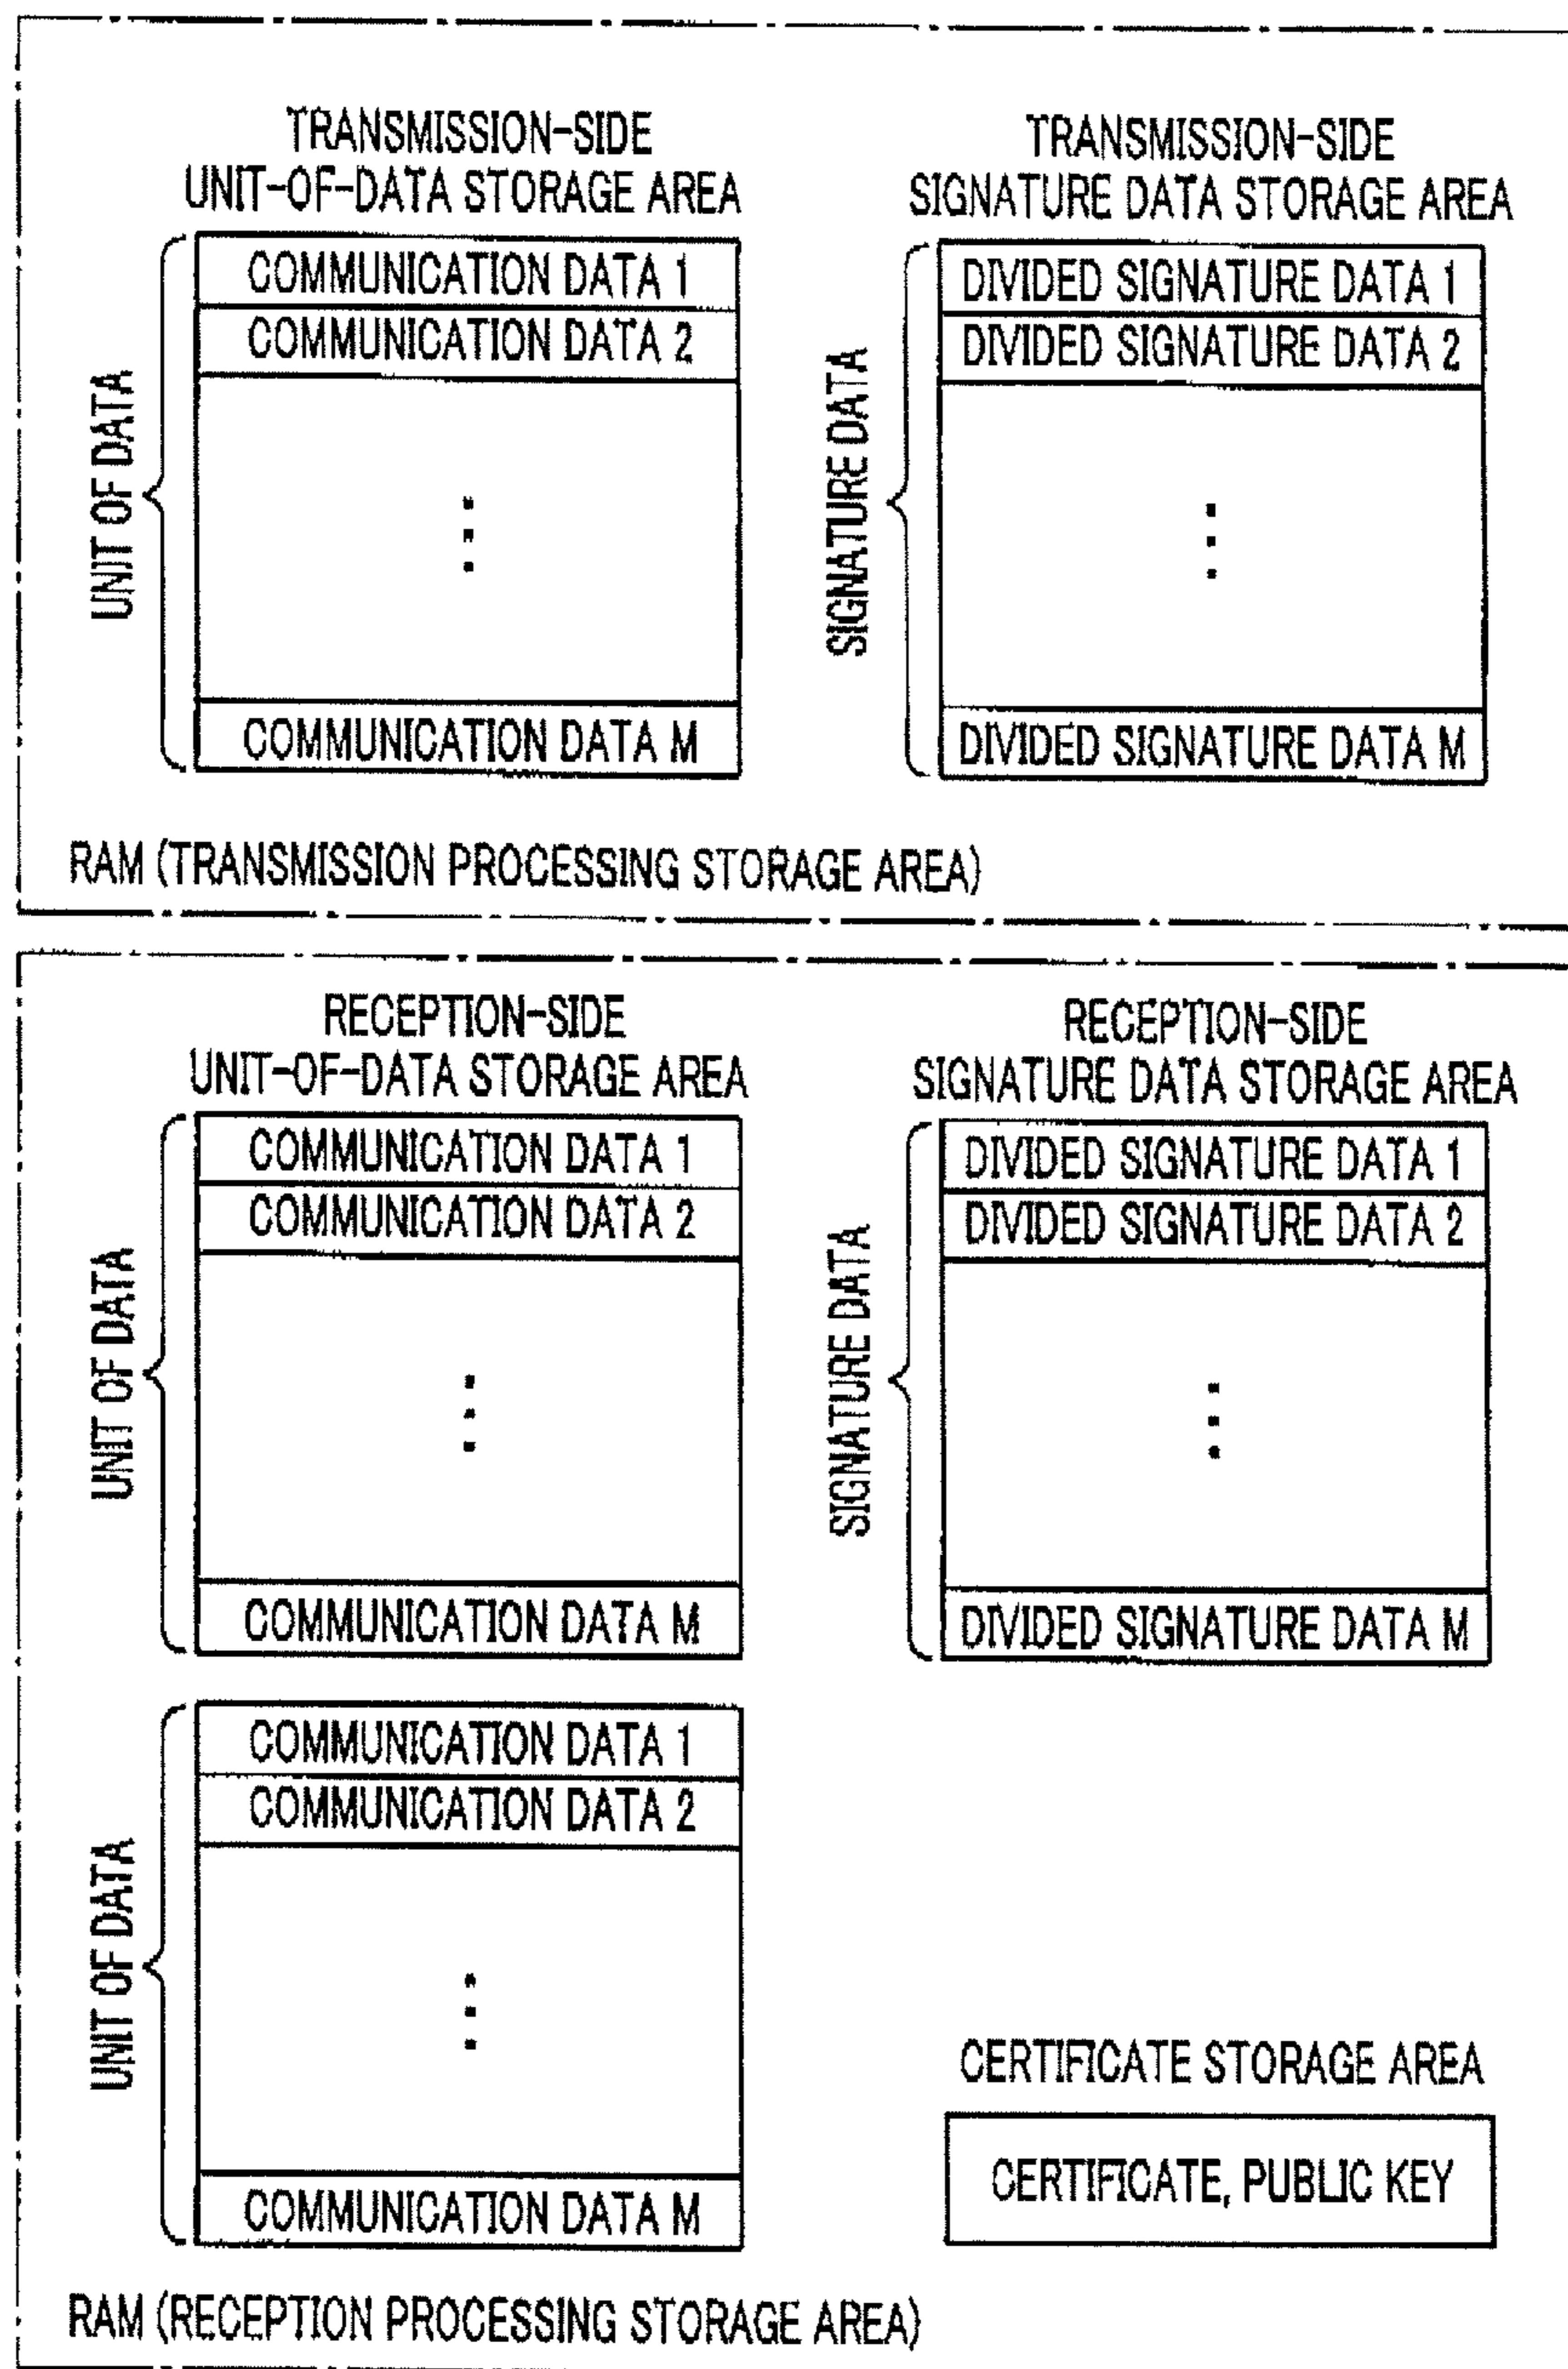 TRANSMISSION-SIDE
UNIT-OF-DATA STORAGE AREA
UNIT OF DATA
COMMUNICATION DATA 1
COMMUNICATION DATA 2
COMMUNICATION DATA M
TRANSMISSION-SIDE
SIGNATURE DATA STORAGE AREA
SIGNATURE DATA
DIVIDED SIGNATURE DATA 1
DIVIDED SIGNATURE DATA 2
DIVIDED SIGNATURE DATA M
RAM (TRANSMISSION PROCESSING STORAGE AREA)
RECEPTION-SIDE
UNIT-OF-DATA STORAGE AREA
UNIT OF DATA
COMMUNICATION DATA 1
COMMUNICATION DATA 2
COMMUNICATION DATA M
RECEPTION-SIDE
SIGNATURE DATA STORAGE AREA
SIGNATURE DATA
DIVIDED SIGNATURE DATA 1
DIVIDED SIGNATURE DATA 2
DIVIDED SIGNATURE DATA M
UNIT OF DATA
COMMUNICATION DATA 1
COMMUNICATION DATA 2
COMMUNICATION DATA M
CERTIFICATE STORAGE AREA
CERTIFICATE, PUBLIC KEY
RAM (RECEPTION PROCESSING STORAGE AREA)